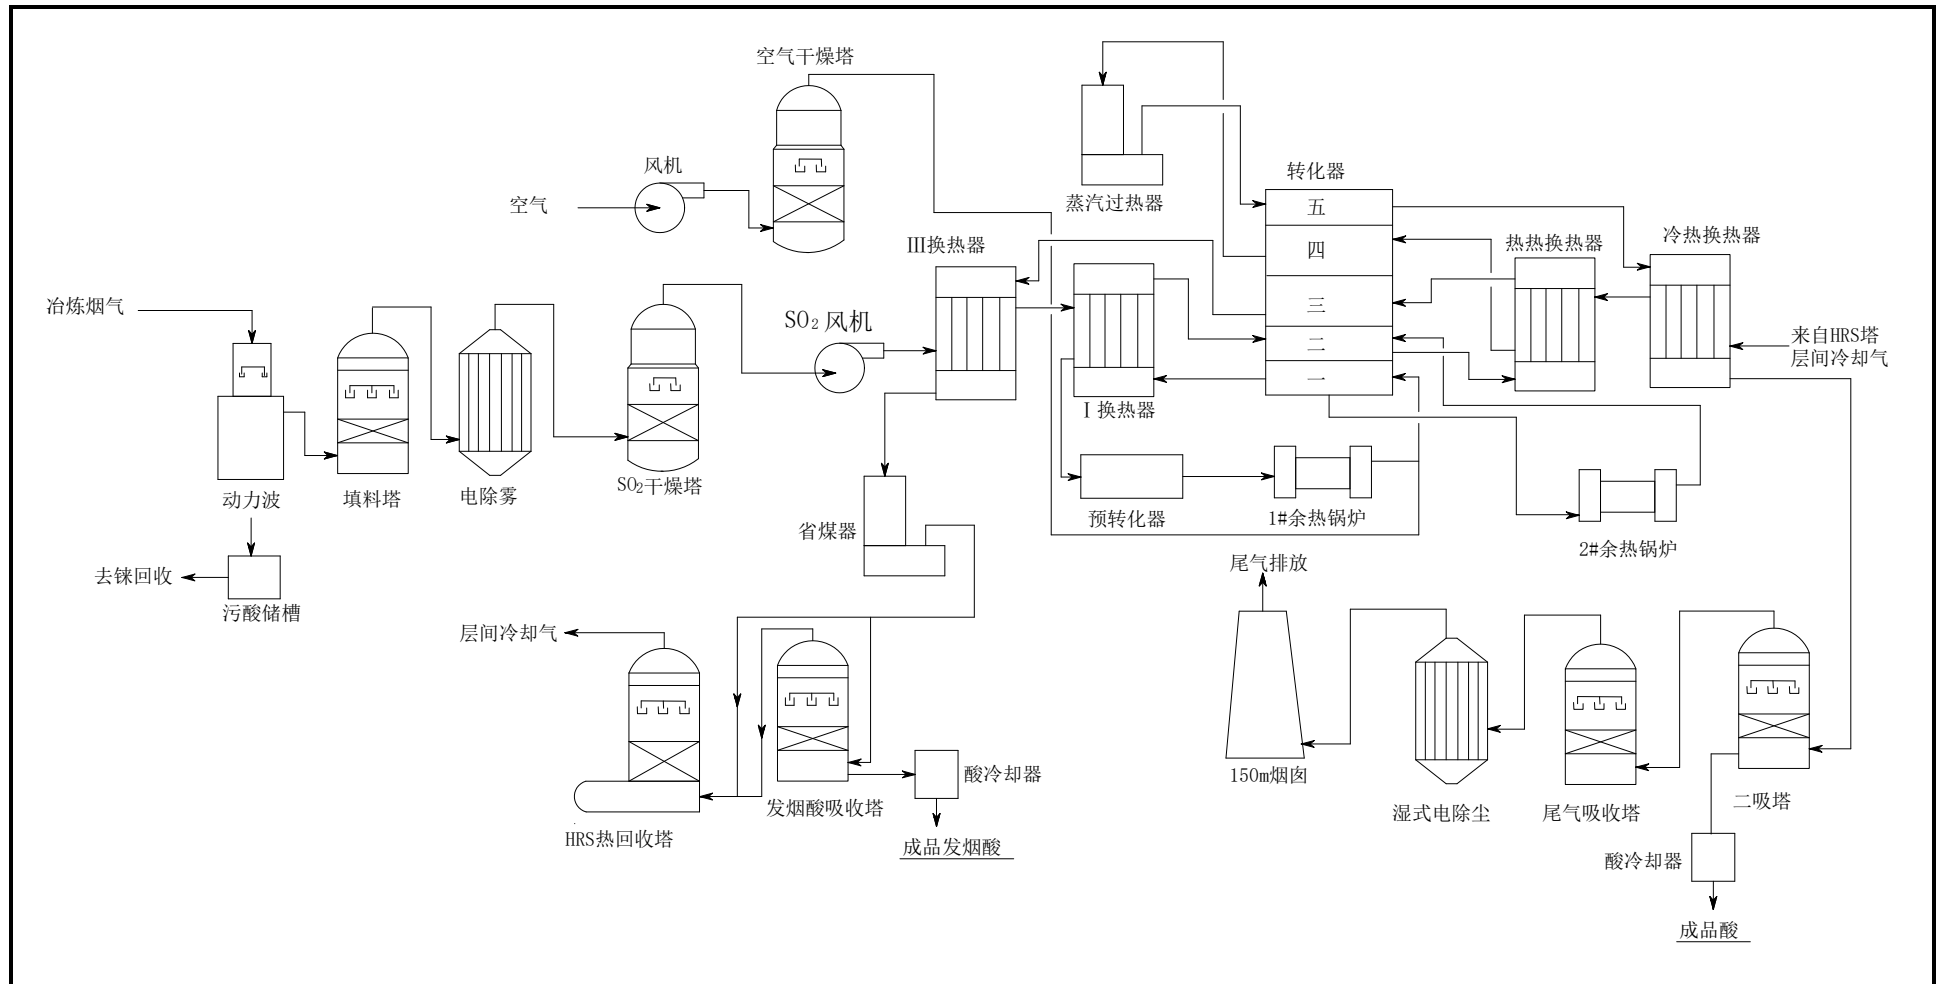 空气干燥塔
风机
空气
蒸汽过热器
转化器
五
四
三
二
一
Ⅲ换热器
热热换热器
冷热换热器
冶炼烟气
SO₂风机
来自HRS塔
层间冷却气
Ⅰ换热器
动力波
填料塔
电除雾
SO₂干燥塔
预转化器
1#余热锅炉
2#余热锅炉
省煤器
去铼回收
污酸储槽
尾气排放
层间冷却气
150m烟囱
酸冷却器
发烟酸吸收塔
HRS热回收塔
成品发烟酸
湿式电除尘
尾气吸收塔
二吸塔
酸冷却器
成品酸